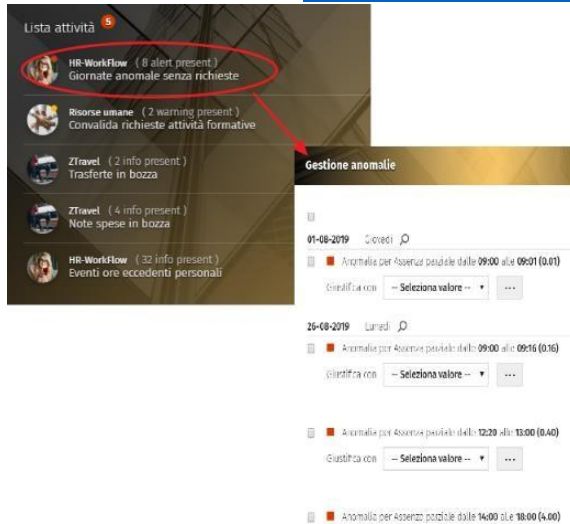 Lista attività 5
HR-WorkFlow ( 8 alert present )
Giornate anomale senza richieste
Risorse umane ( 2 warning present )
Convalida richieste attività formative
ZTravel ( 2 info present )
Trasferte in bozza
ZTravel ( 4 info present )
Note spese in bozza
HR-WorkFlow ( 32 info present )
Eventi ore eccedenti personali
Gestione anomalie
01-08-2019 Giovedì
Anomalia per Assenza parziale dalle 09:00 alle 09:01 (0.01)
Giustifica con -- Seleziona valore -- ...
26-08-2019 Lunedì
Anomalia per Assenza parziale dalle 09:00 alle 09:16 (0.16)
Giustifica con -- Seleziona valore -- ...
Anomalia per Assenza parziale dalle 12:20 alle 13:00 (0.40)
Giustifica con -- Seleziona valore -- ...
Anomalia per Assenza parziale dalle 14:00 alle 18:00 (4.00)